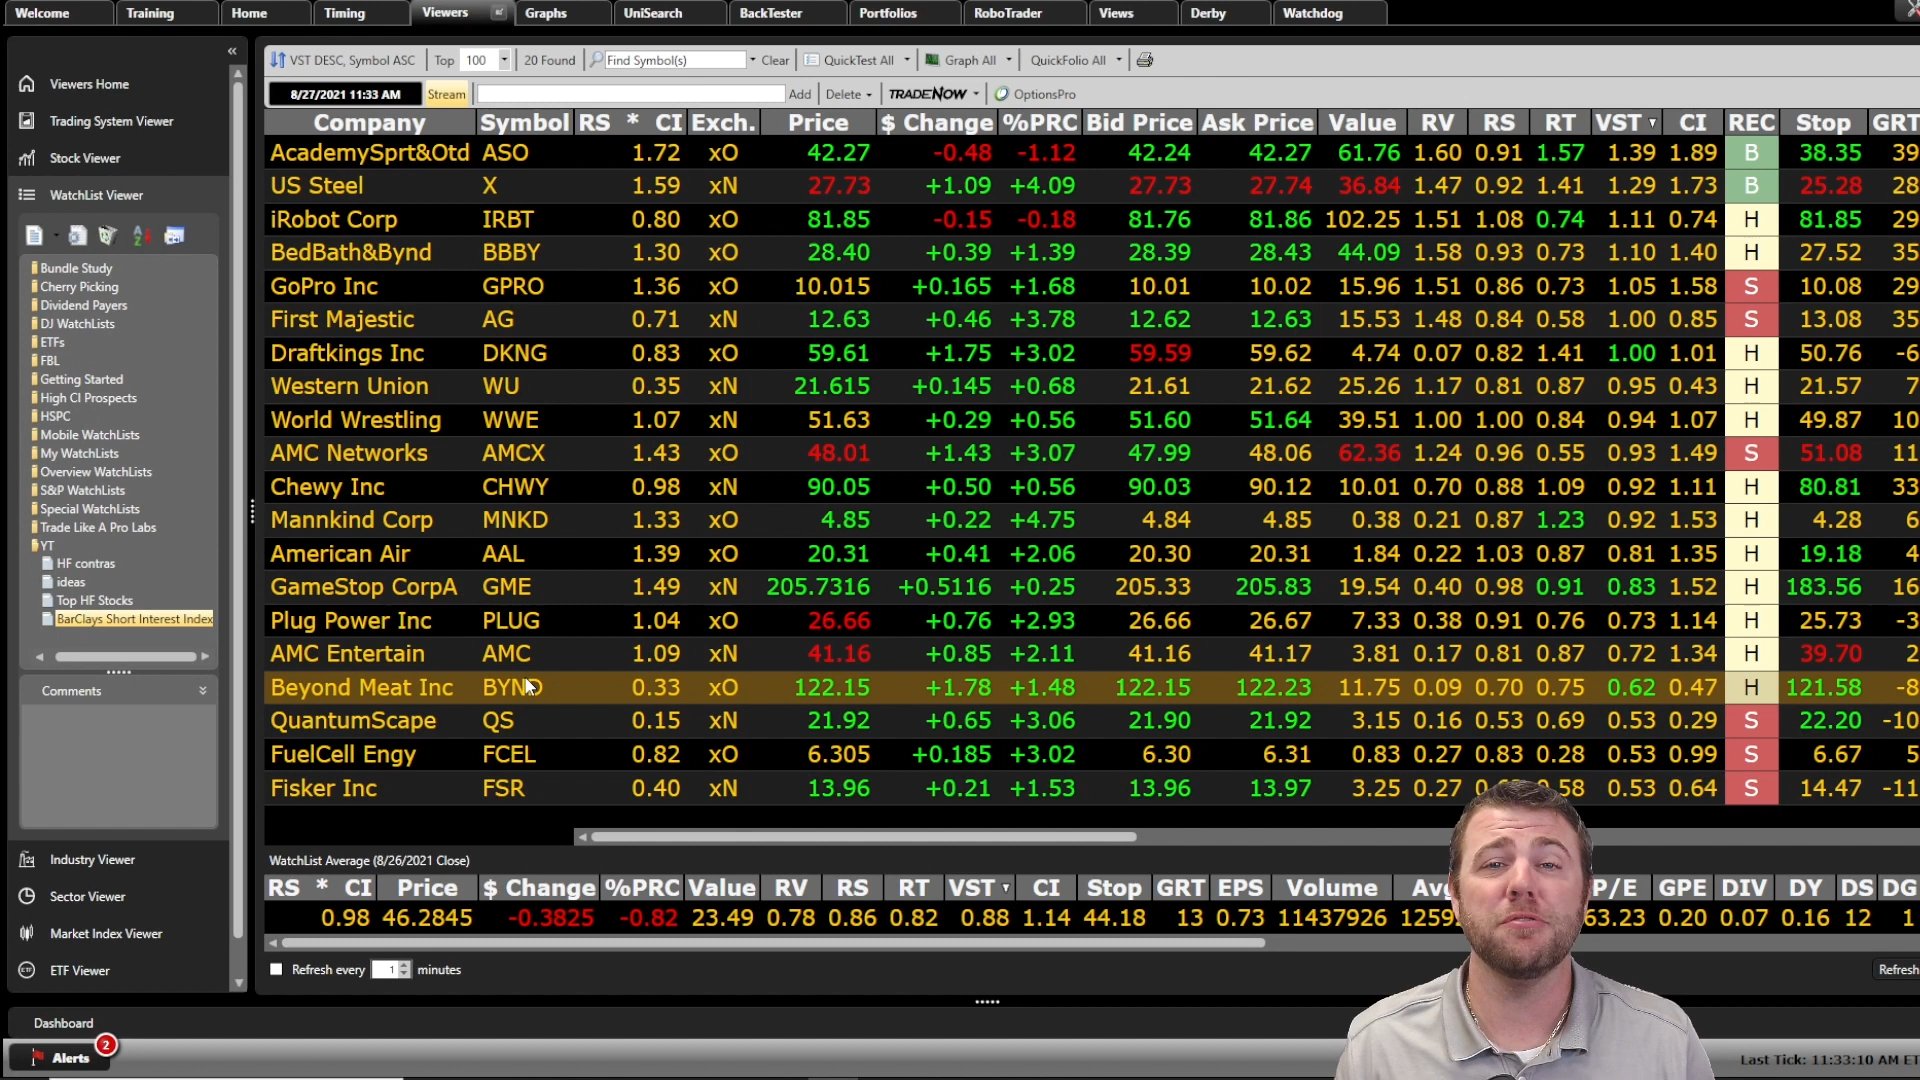 Welcome Training Home Timing Viewers Graphs UniSearch BackTester Portfolios RoboTrader Views Derby Watchdog
VST DESC, Symbol ASC Top 100 20 Found Find Symbol(s) Clear QuickTest All Graph All QuickFolio All
8/27/2021 11:33 AM Stream Add Delete TRADENOW OptionsPro
Viewers Home
Trading System Viewer
Stock Viewer
WatchList Viewer
Bundle Study
Cherry Picking
Dividend Payers
DJ WatchLists
ETFs
FBL
Getting Started
High CI Prospects
HSPC
Mobile WatchLists
My WatchLists
Overview WatchLists
S&P WatchLists
Special WatchLists
Trade Like A Pro Labs
YT
HF contras
ideas
Top HF Stocks
BarClays Short Interest Index
Comments
Industry Viewer
Sector Viewer
Market Index Viewer
ETF Viewer
Company Symbol RS * CI Exch. Price $ Change %PRC Bid Price Ask Price Value RV RS RT VST CI REC Stop GRT
AcademySprt&Otd ASO 1.72 xO 42.27 -0.48 -1.12 42.24 42.27 61.76 1.60 0.91 1.57 1.39 1.89 B 38.35 39
US Steel X 1.59 xN 27.73 +1.09 +4.09 27.73 27.74 36.84 1.47 0.92 1.41 1.29 1.73 B 25.28 28
iRobot Corp IRBT 0.80 xO 81.85 -0.15 -0.18 81.76 81.86 102.25 1.51 1.08 0.74 1.11 0.74 H 81.85 29
BedBath&Bynd BBBY 1.30 xO 28.40 +0.39 +1.39 28.39 28.43 44.09 1.58 0.93 0.73 1.10 1.40 H 27.52 35
GoPro Inc GPRO 1.36 xO 10.015 +0.165 +1.68 10.01 10.02 15.96 1.51 0.86 0.73 1.05 1.58 S 10.08 29
First Majestic AG 0.71 xN 12.63 +0.46 +3.78 12.62 12.63 15.53 1.48 0.84 0.58 1.00 0.85 S 13.08 35
Draftkings Inc DKNG 0.83 xO 59.61 +1.75 +3.02 59.59 59.62 4.74 0.07 0.82 1.41 1.00 1.01 H 50.76 -6
Western Union WU 0.35 xN 21.615 +0.145 +0.68 21.61 21.62 25.26 1.17 0.81 0.87 0.95 0.43 H 21.57 7
World Wrestling WWE 1.07 xN 51.63 +0.29 +0.56 51.60 51.64 39.51 1.00 1.00 0.84 0.94 1.07 H 49.87 10
AMC Networks AMCX 1.43 xO 48.01 +1.43 +3.07 47.99 48.06 62.36 1.24 0.96 0.55 0.93 1.49 S 51.08 11
Chewy Inc CHWY 0.98 xN 90.05 +0.50 +0.56 90.03 90.12 10.01 0.70 0.88 1.09 0.92 1.11 H 80.81 33
Mannkind Corp MNKD 1.33 xO 4.85 +0.22 +4.75 4.84 4.85 0.38 0.21 0.87 1.23 0.92 1.53 H 4.28 6
American Air AAL 1.39 xO 20.31 +0.41 +2.06 20.30 20.31 1.84 0.22 1.03 0.87 0.81 1.35 H 19.18 4
GameStop CorpA GME 1.49 xN 205.7316 +0.5116 +0.25 205.33 205.83 19.54 0.40 0.98 0.91 0.83 1.52 H 183.56 16
Plug Power Inc PLUG 1.04 xO 26.66 +0.76 +2.93 26.66 26.67 7.33 0.38 0.91 0.76 0.73 1.14 H 25.73 -3
AMC Entertain AMC 1.09 xN 41.16 +0.85 +2.11 41.16 41.17 3.81 0.17 0.81 0.87 0.72 1.34 H 39.70 2
Beyond Meat Inc BYND 0.33 xO 122.15 +1.78 +1.48 122.15 122.23 11.75 0.09 0.70 0.75 0.62 0.47 H 121.58 -8
QuantumScape QS 0.15 xN 21.92 +0.65 +3.06 21.90 21.92 3.15 0.16 0.53 0.69 0.53 0.29 S 22.20 -10
FuelCell Engy FCEL 0.82 xO 6.305 +0.185 +3.02 6.30 6.31 0.83 0.27 0.83 0.28 0.53 0.99 S 6.67 5
Fisker Inc FSR 0.40 xN 13.96 +0.21 +1.53 13.96 13.97 3.25 0.27 0.53 0.64 S 14.47 -11
WatchList Average (8/26/2021 Close)
RS * CI Price $ Change %PRC Value RV RS RT VST CI Stop GRT EPS Volume P/E GPE DIV DY DS DG
0.98 46.2845 -0.3825 -0.82 23.49 0.78 0.86 0.82 0.88 1.14 44.18 13 0.73 11437926 63.23 0.20 0.07 0.16 12 1
Refresh every 1 minutes Refresh
Dashboard
Alerts 2
Last Tick: 11:33:10 AM ET